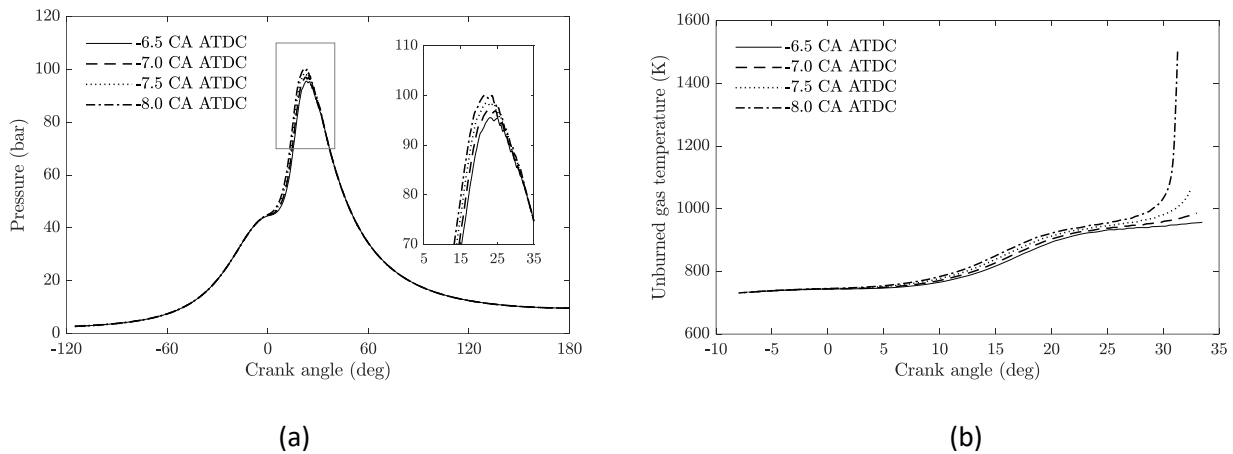 120
100
80
60
40
20
0
Pressure (bar)
-6.5 CA ATDC
-7.0 CA ATDC
-7.5 CA ATDC
-8.0 CA ATDC
110
100
90
80
70
5 15 25 35
-120 -60 0 60 120 180
Crank angle (deg)
(a)
1600
1400
1200
1000
800
600
Unburned gas temperature (K)
-6.5 CA ATDC
-7.0 CA ATDC
-7.5 CA ATDC
-8.0 CA ATDC
-10 -5 0 5 10 15 20 25 30 35
Crank angle (deg)
(b)